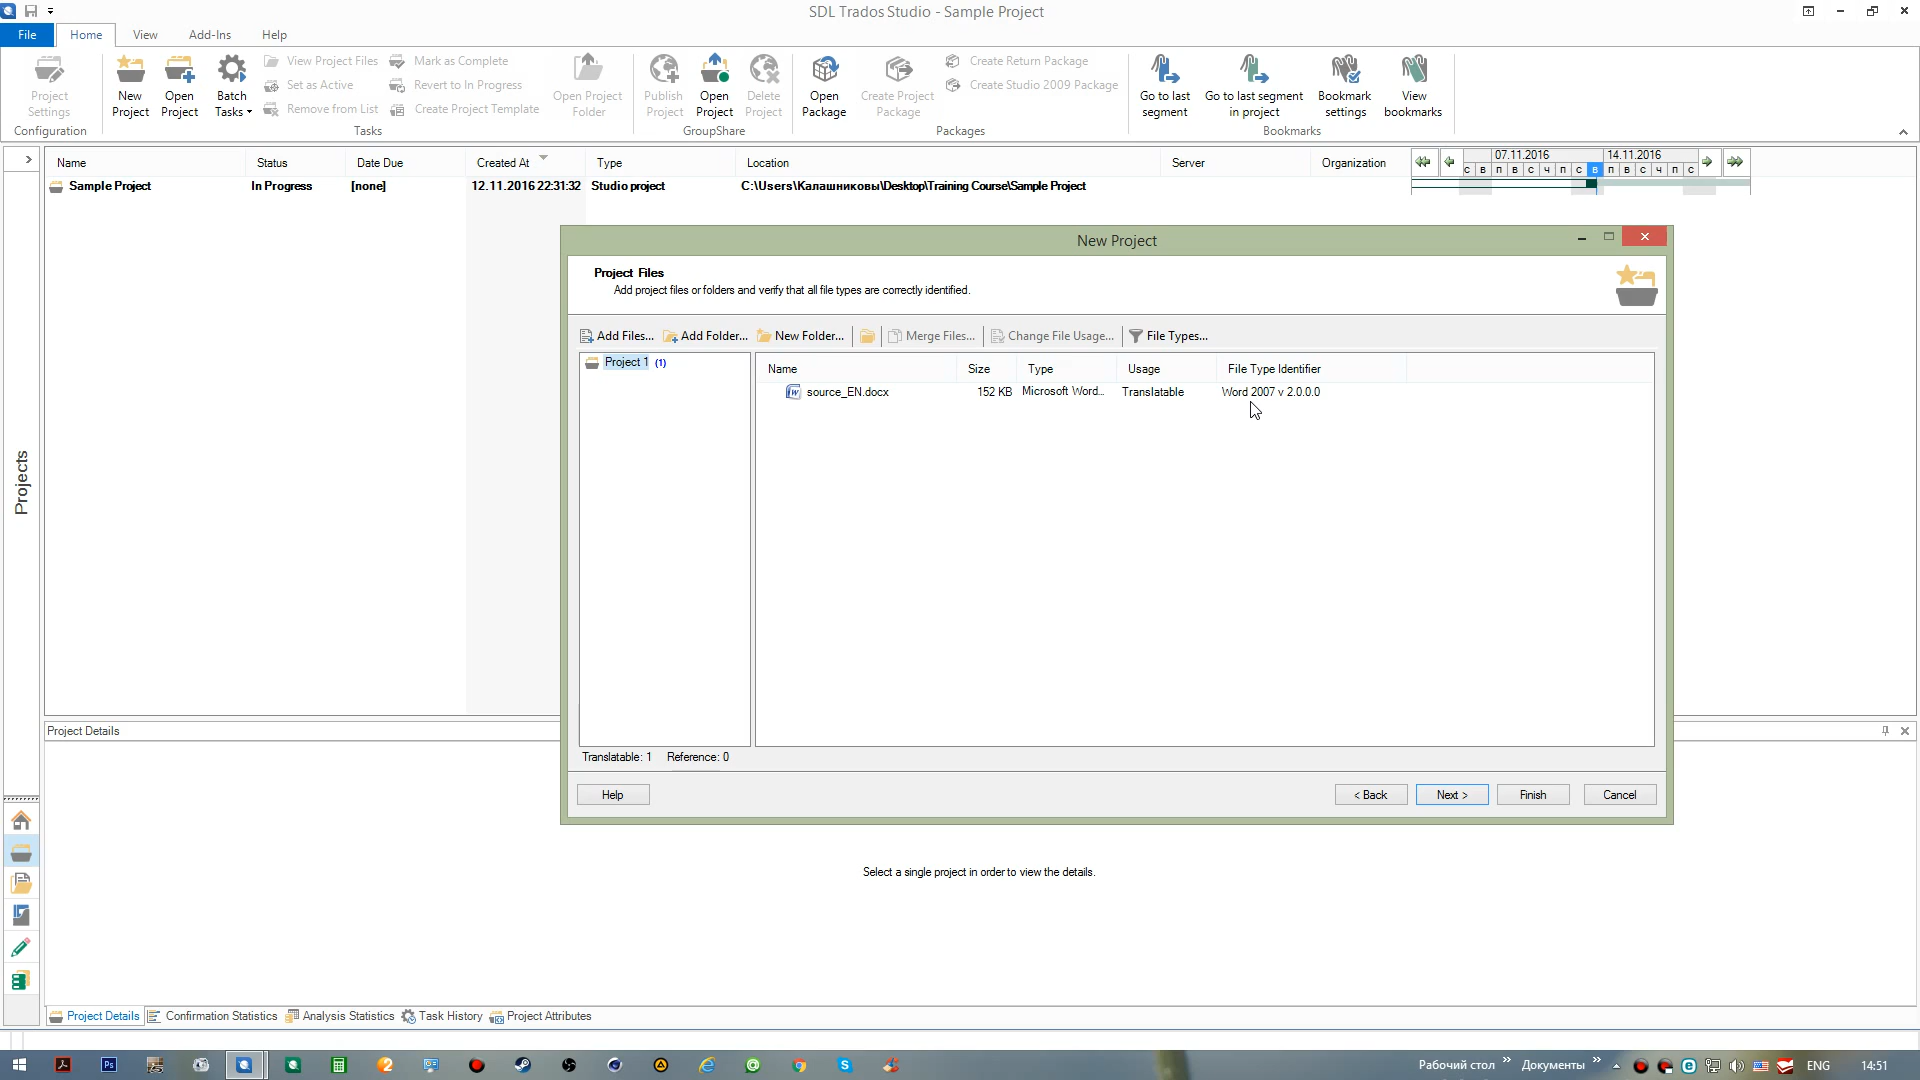 SDL Trados Studio - Sample Project
File Home View Add-Ins Help
Project Settings
New Project
Open Project
Batch Tasks
View Project Files
Set as Active
Remove from List
Mark as Complete
Revert to In Progress
Create Project Template
Open Project Folder
Publish Project
Open Project
Delete Project
Open Package
Create Project Package
Create Return Package
Create Studio 2009 Package
Go to last segment
Go to last segment in project
Bookmark settings
View bookmarks
Configuration Tasks GroupShare Packages Bookmarks
Name Status Date Due Created At Type Location Server Organization
07.11.2016 14.11.2016
С В П В С Ч П С В П В С Ч П С
Sample Project In Progress [none] 12.11.2016 22:31:32 Studio project C:\Users\Калашниковы\Desktop\Training Course\Sample Project
Projects
New Project
Project Files
Add project files or folders and verify that all file types are correctly identified.
Add Files... Add Folder... New Folder... Merge Files... Change File Usage... File Types...
Project 1 (1)
Name Size Type Usage File Type Identifier
source_EN.docx 152 KB Microsoft Word... Translatable Word 2007 v 2.0.0.0
Translatable: 1 Reference: 0
Help < Back Next > Finish Cancel
Project Details
Select a single project in order to view the details.
Project Details Confirmation Statistics Analysis Statistics Task History Project Attributes
Рабочий стол » Документы » ENG 14:51